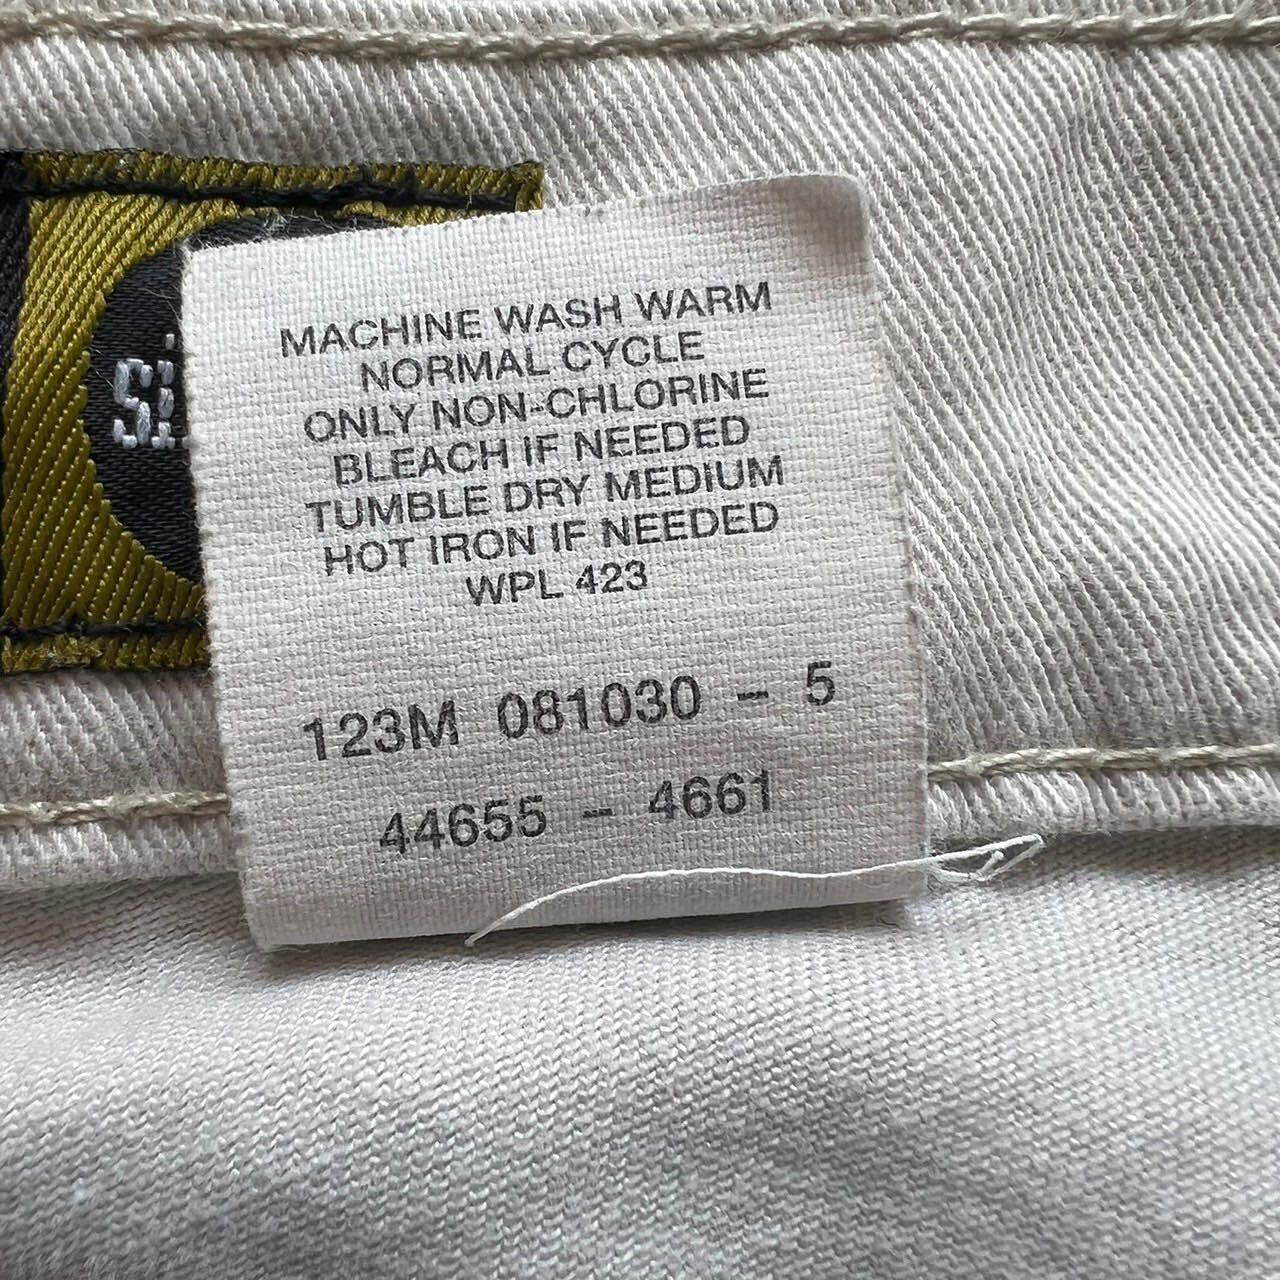 MACHINE WASH WARM
NORMAL CYCLE
ONLY NON-CHLORINE
BLEACH IF NEEDED
TUMBLE DRY MEDIUM
HOT IRON IF NEEDED
WPL 423
123M 081030 - 5
44655 - 4661